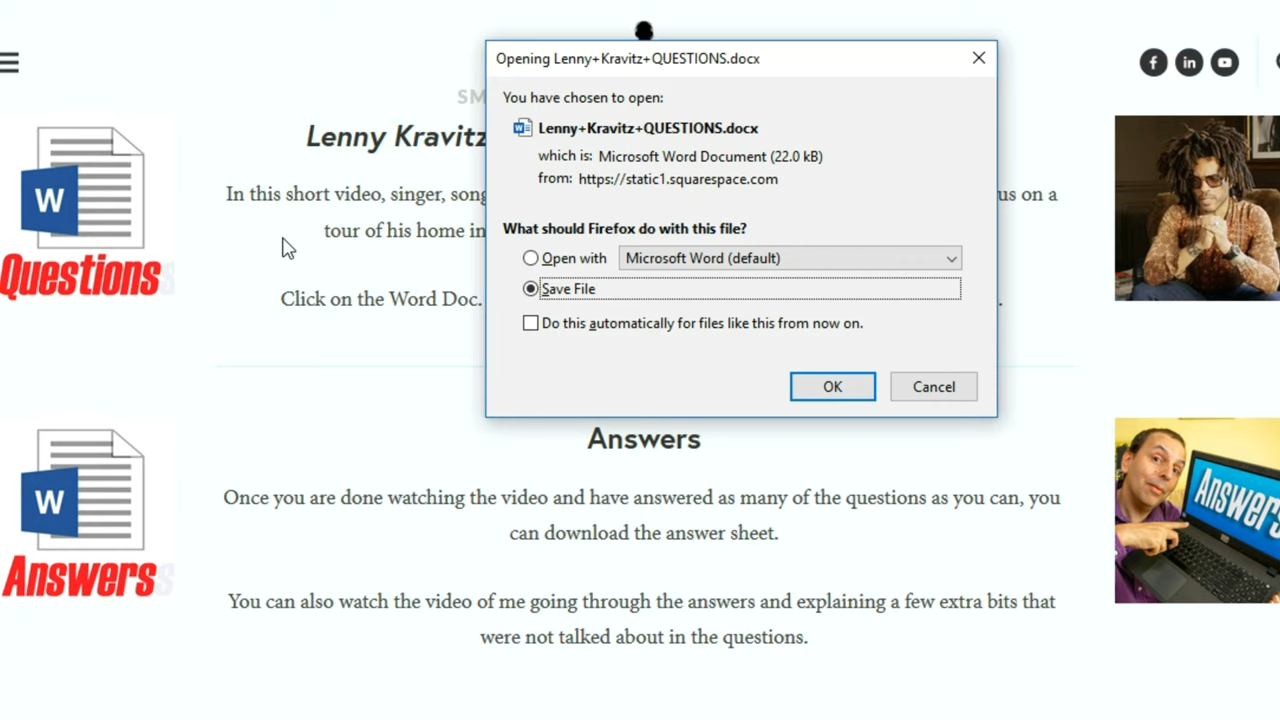 Opening Lenny+Kravitz+QUESTIONS.docx
You have chosen to open:
Lenny+Kravitz+QUESTIONS.docx
which is: Microsoft Word Document (22.0 kB)
from: https://static1.squarespace.com
What should Firefox do with this file?
Open with Microsoft Word (default)
Save File
Do this automatically for files like this from now on.
OK Cancel
SM
Lenny Kravitz
In this short video, singer, song us on a
tour of his home in
Click on the Word Doc. .
W
Questions
Answers
Once you are done watching the video and have answered as many of the questions as you can, you
can download the answer sheet.
You can also watch the video of me going through the answers and explaining a few extra bits that
were not talked about in the questions.
W
Answers
Answers